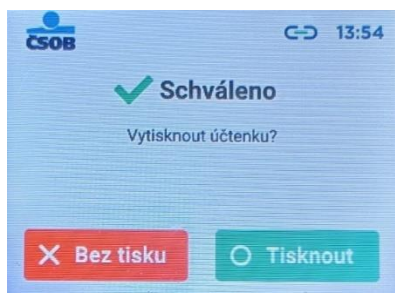 ČSOB
13:54
Schváleno
Vytisknout účtenku?
Bez tisku
Tisknout